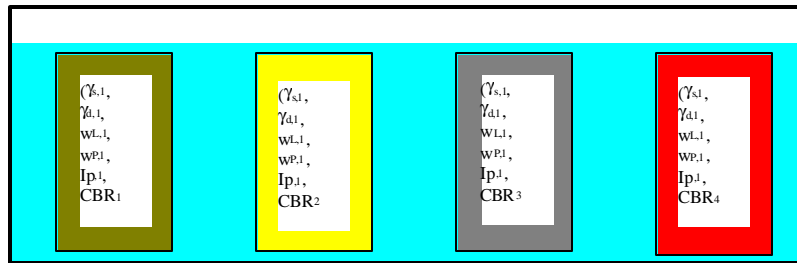 (γs,1,
γd,1,
wL,1,
wP,1,
Ip,1,
CBR1
(γs,1,
γd,1,
wL,1,
wP,1,
Ip,1,
CBR2
(γs,1,
γd,1,
wL,1,
wP,1,
Ip,1,
CBR3
(γs,1,
γd,1,
wL,1,
wP,1,
Ip,1,
CBR4